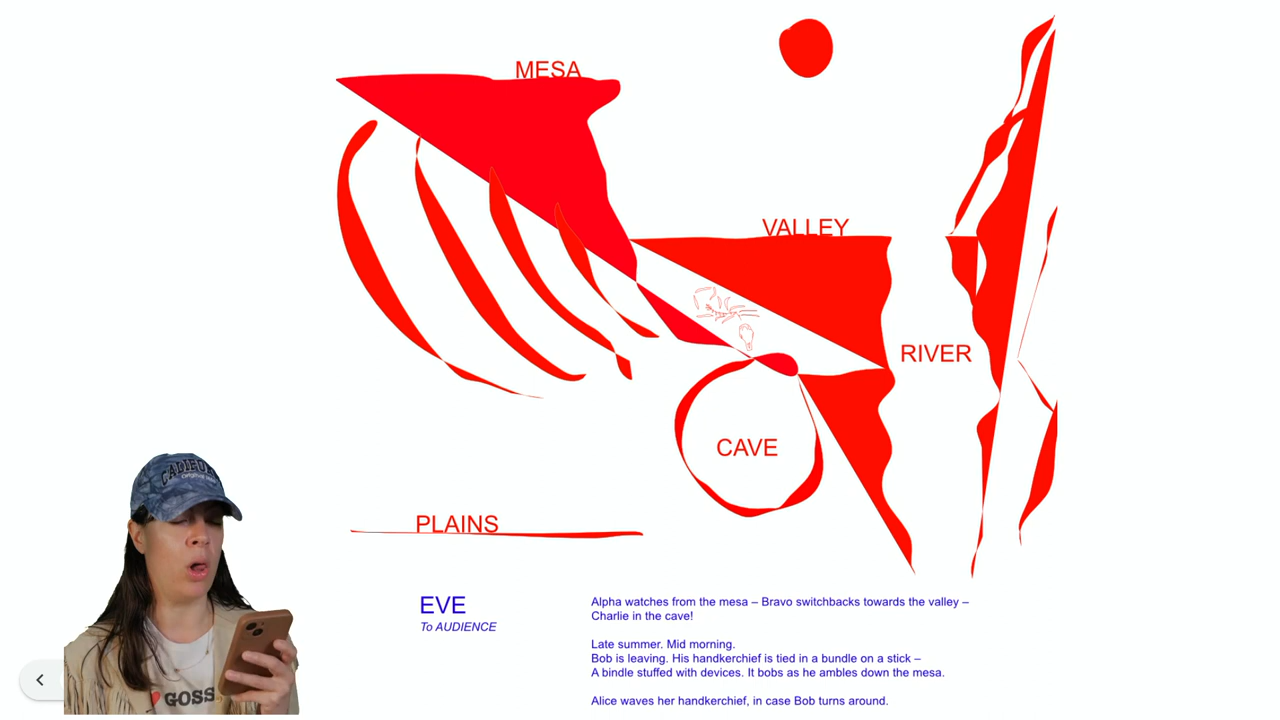 MESA
VALLEY
RIVER
CAVE
PLAINS
EVE
To AUDIENCE
Alpha watches from the mesa – Bravo switchbacks towards the valley –
Charlie in the cave!
Late summer. Mid morning.
Bob is leaving. His handkerchief is tied in a bundle on a stick –
A bindle stuffed with devices. It bobs as he ambles down the mesa.
Alice waves her handkerchief, in case Bob turns around.
GOSS